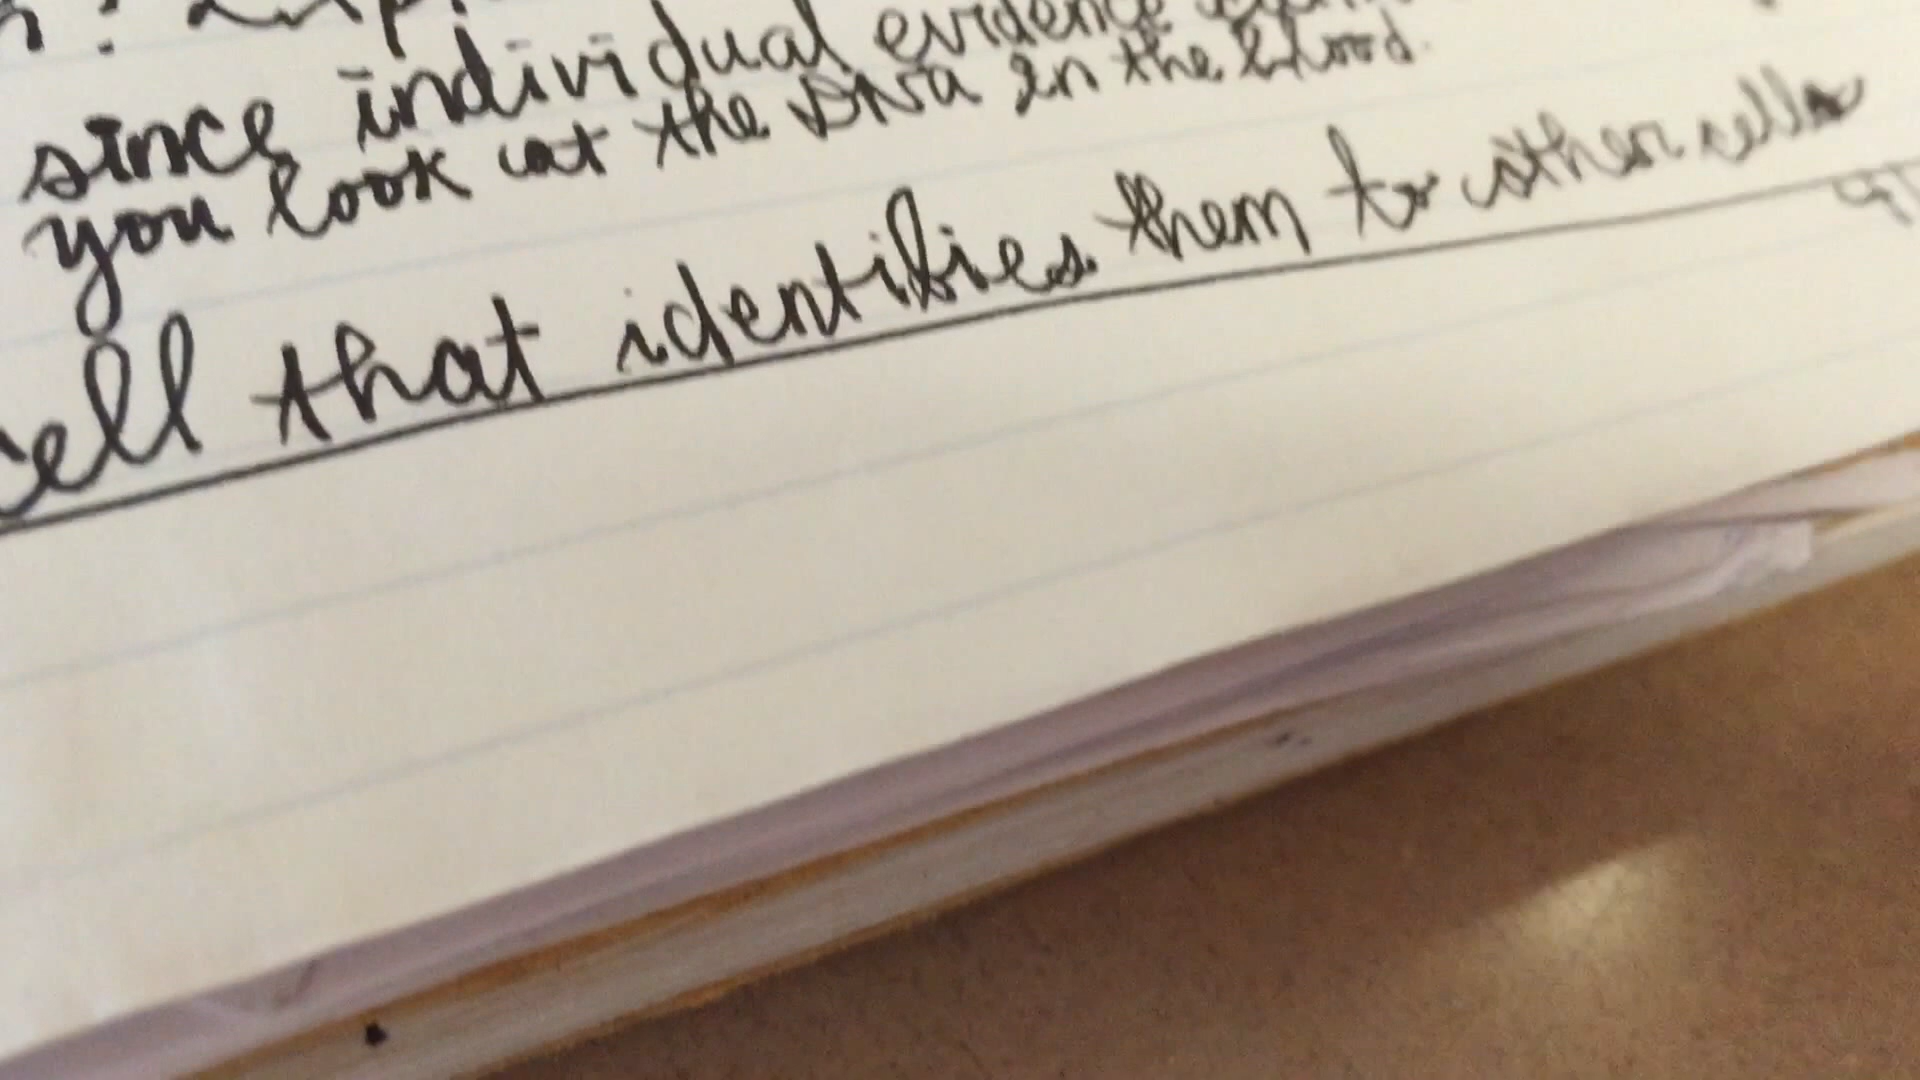 since individual evidence
you look at the DNA in the blood.
cell that identifies them to other cells